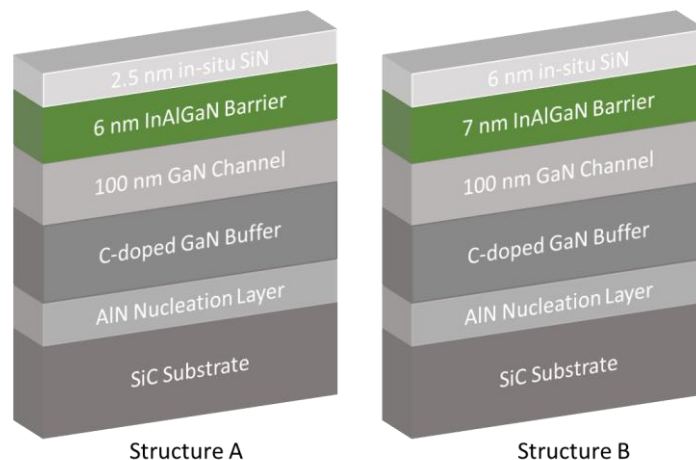 2.5 nm in-situ SiN
6 nm InAlGaN Barrier
100 nm GaN Channel
C-doped GaN Buffer
AlN Nucleation Layer
SiC Substrate
Structure A
6 nm in-situ SiN
7 nm InAlGaN Barrier
100 nm GaN Channel
C-doped GaN Buffer
AlN Nucleation Layer
SiC Substrate
Structure B